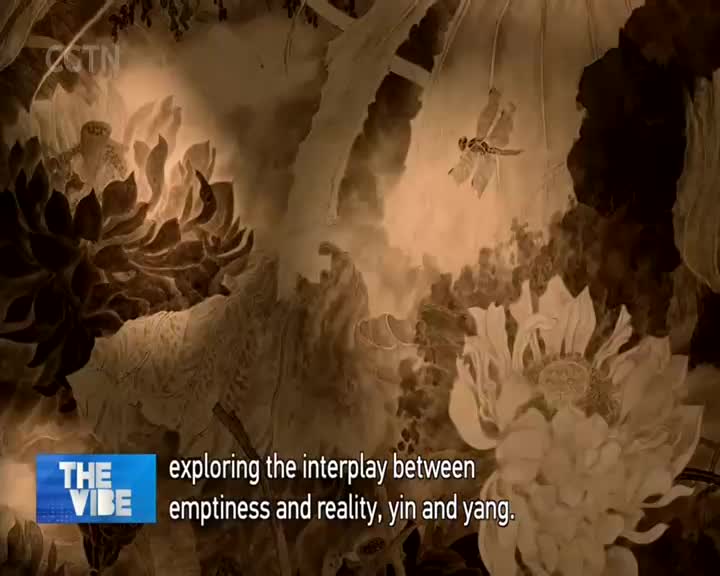 CGTN
THE
VIBE
exploring the interplay between
emptiness and reality, yin and yang.